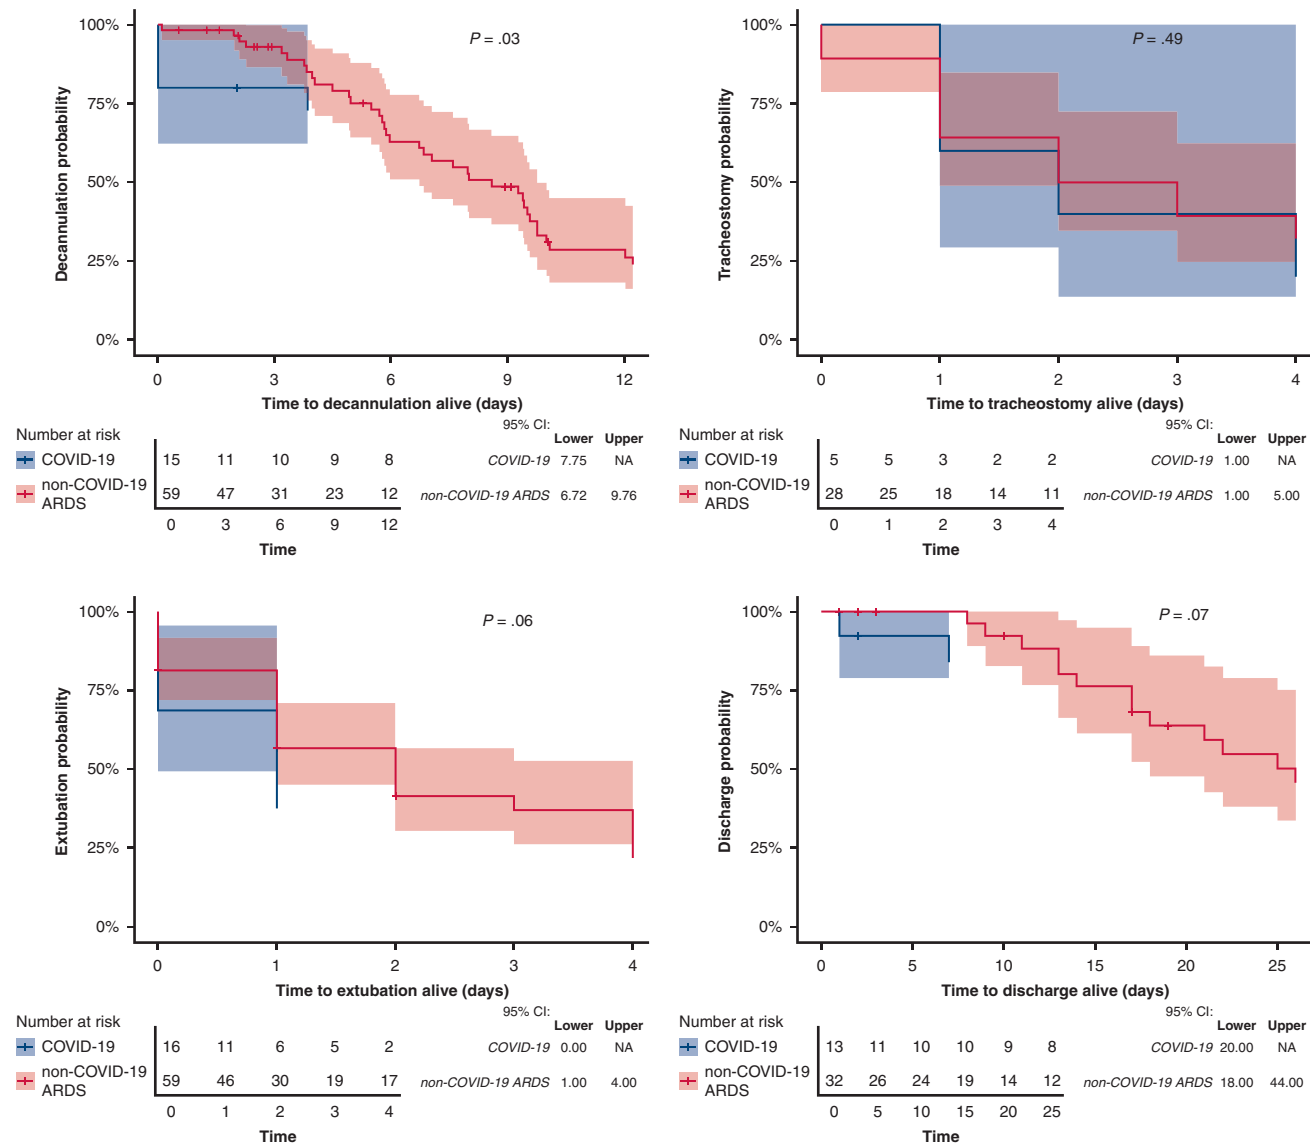 100%
75%
50%
25%
0%
Decannulation probability
P = .03
0 3 6 9 12
Time to decannulation alive (days)
Number at risk
COVID-19
non-COVID-19
ARDS
15 11 10 9 8
59 47 31 23 12
0 3 6 9 12
Time
95% CI:
Lower Upper
COVID-19 7.75 NA
non-COVID-19 ARDS 6.72 9.76
100%
75%
50%
25%
0%
Tracheostomy probability
P = .49
0 1 2 3 4
Time to tracheostomy alive (days)
Number at risk
COVID-19
non-COVID-19
ARDS
5 5 3 2 2
28 25 18 14 11
0 1 2 3 4
Time
95% CI:
Lower Upper
COVID-19 1.00 NA
non-COVID-19 ARDS 1.00 5.00
100%
75%
50%
25%
0%
Extubation probability
P = .06
0 1 2 3 4
Time to extubation alive (days)
Number at risk
COVID-19
non-COVID-19
ARDS
16 11 6 5 2
59 46 30 19 17
0 1 2 3 4
Time
95% CI:
Lower Upper
COVID-19 0.00 NA
non-COVID-19 ARDS 1.00 4.00
100%
75%
50%
25%
0%
Discharge probability
P = .07
0 5 10 15 20 25
Time to discharge alive (days)
Number at risk
COVID-19
non-COVID-19
ARDS
13 11 10 10 9 8
32 26 24 19 14 12
0 5 10 15 20 25
Time
95% CI:
Lower Upper
COVID-19 20.00 NA
non-COVID-19 ARDS 18.00 44.00